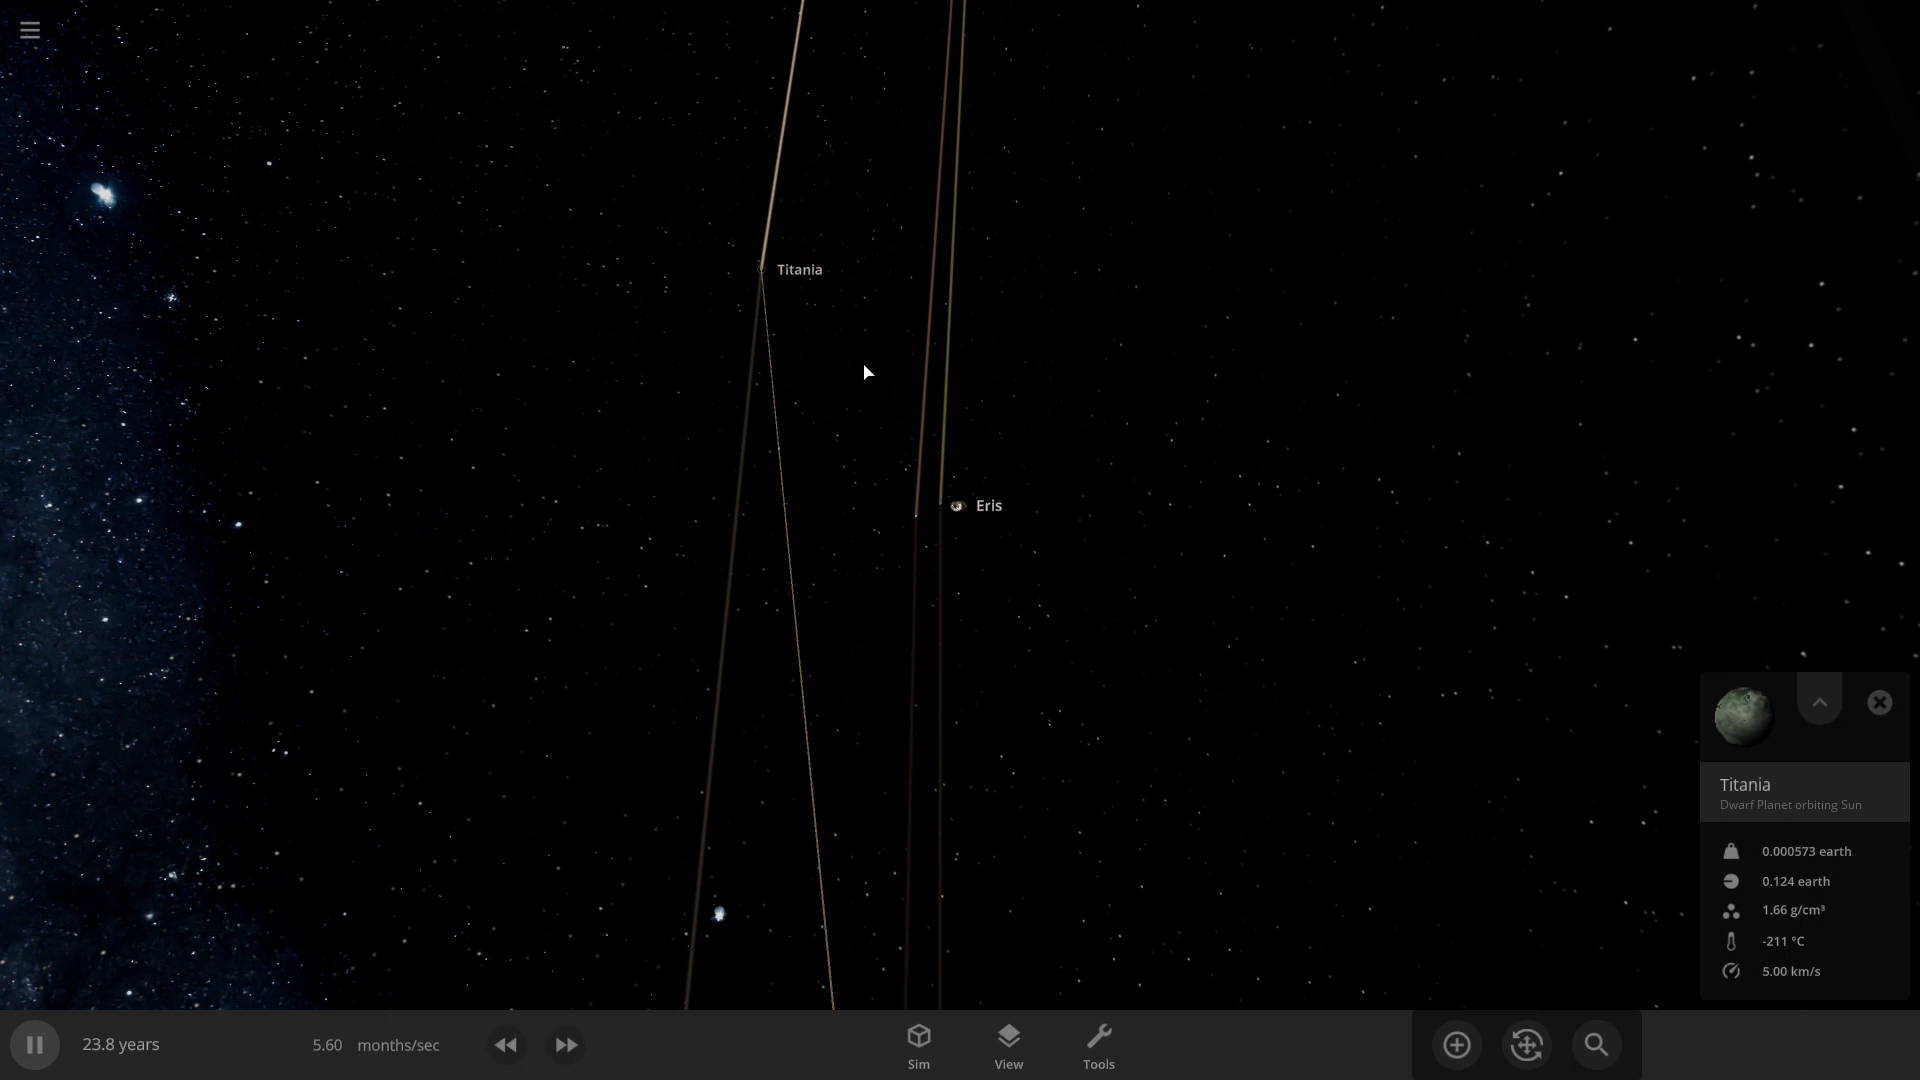 Titania
Eris
Titania
Dwarf Planet orbiting Sun
0.000573 earth
0.124 earth
1.66 g/cm³
-211 °C
5.00 km/s
23.8 years
5.60 months/sec
Sim
View
Tools